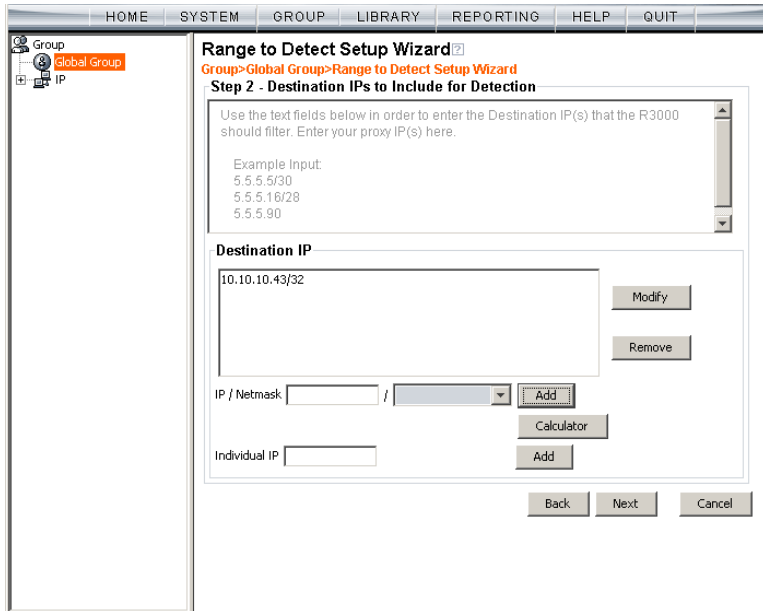 HOME SYSTEM GROUP LIBRARY REPORTING HELP QUIT
Group
Global Group
IP
Range to Detect Setup Wizard
Group>Global Group>Range to Detect Setup Wizard
Step 2 - Destination IPs to Include for Detection
Use the text fields below in order to enter the Destination IP(s) that the R3000
should filter. Enter your proxy IP(s) here.
Example Input:
5.5.5.5/30
5.5.5.16/28
5.5.5.90
Destination IP
10.10.10.43/32
Modify
Remove
IP / Netmask / Add
Calculator
Individual IP Add
Back Next Cancel